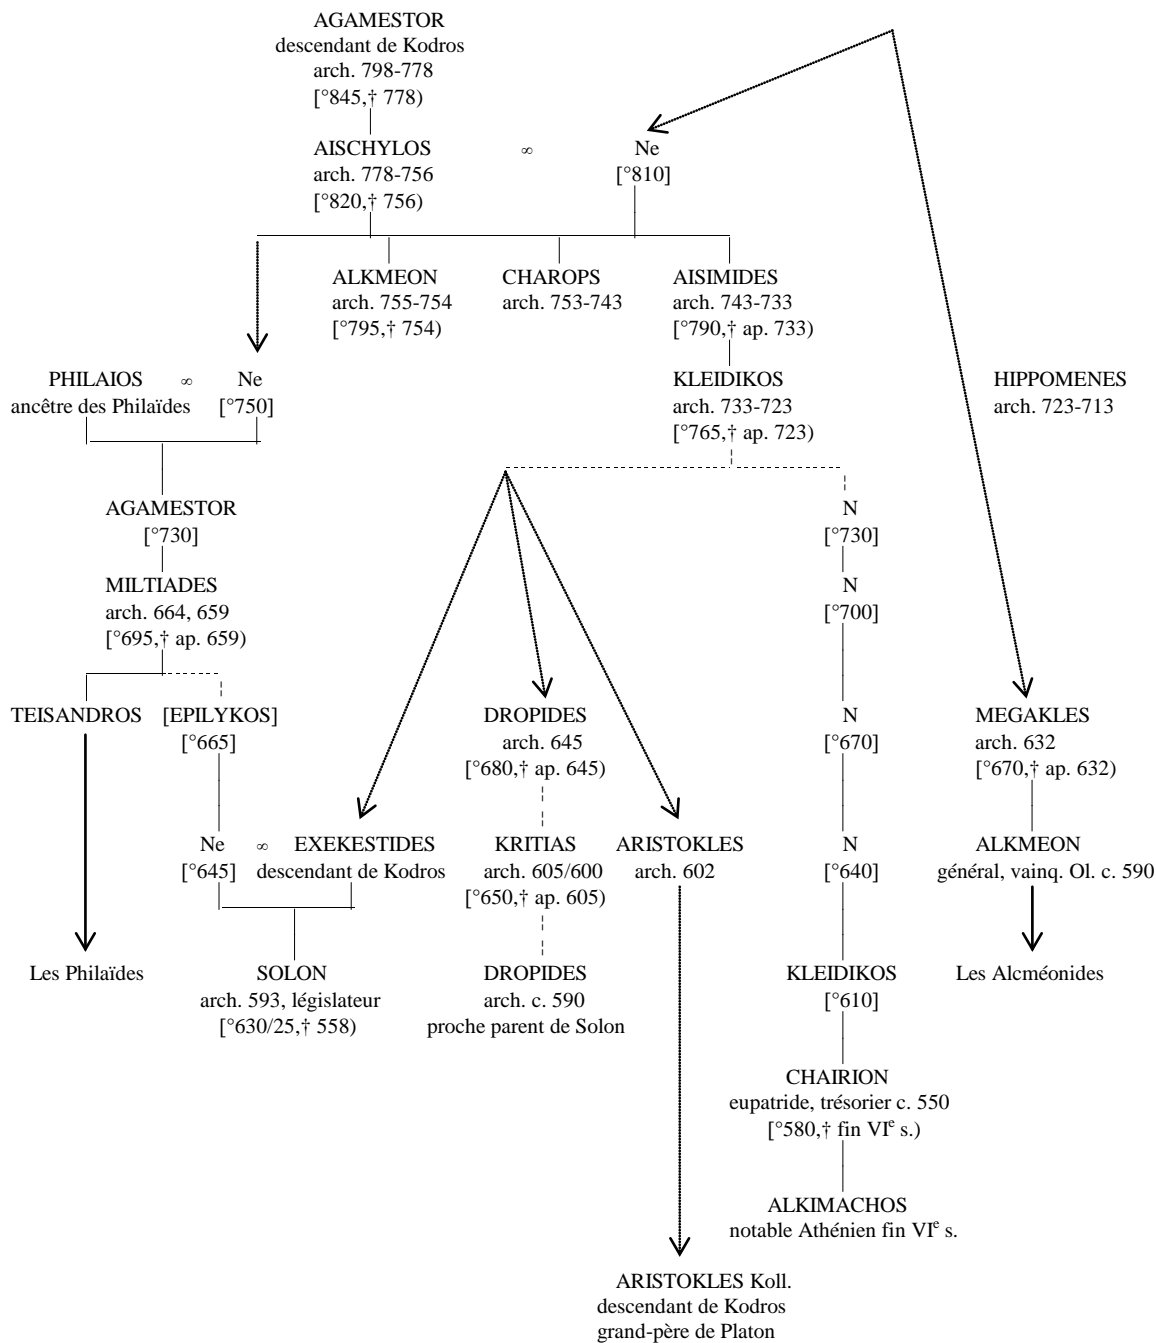 AGAMESTOR
descendant de Kodros
arch. 798-778
[°845,† 778)
AISCHYLOS ∞ Ne
arch. 778-756 [°810]
[°820,† 756)
ALKMEON CHAROPS AISIMIDES
arch. 755-754 arch. 753-743 arch. 743-733
[°795,† 754) [°790,† ap. 733)
PHILAIOS ∞ Ne KLEIDIKOS HIPPOMENES
ancêtre des Philaïdes [°750] arch. 733-723 arch. 723-713
[°765,† ap. 723)
AGAMESTOR N
[°730] [°730]
MILTIADES N
arch. 664, 659 [°700]
[°695,† ap. 659)
TEISANDROS [EPILYKOS] DROPIDES N MEGAKLES
[°665] arch. 645 [°670] arch. 632
[°680,† ap. 645) [°670,† ap. 632)
Ne ∞ EXEKESTIDES KRITIAS ARISTOKLES N ALKMEON
[°645] descendant de Kodros arch. 605/600 arch. 602 [°640] général, vainq. Ol. c. 590
[°650,† ap. 605)
Les Philaïdes SOLON DROPIDES KLEIDIKOS Les Alcméonides
arch. 593, législateur arch. c. 590 [°610]
[°630/25,† 558) proche parent de Solon
CHAIRION
eupatride, trésorier c. 550
[°580,† fin VIe s.)
ALKIMACHOS
notable Athénien fin VIe s.
ARISTOKLES Koll.
descendant de Kodros
grand-père de Platon